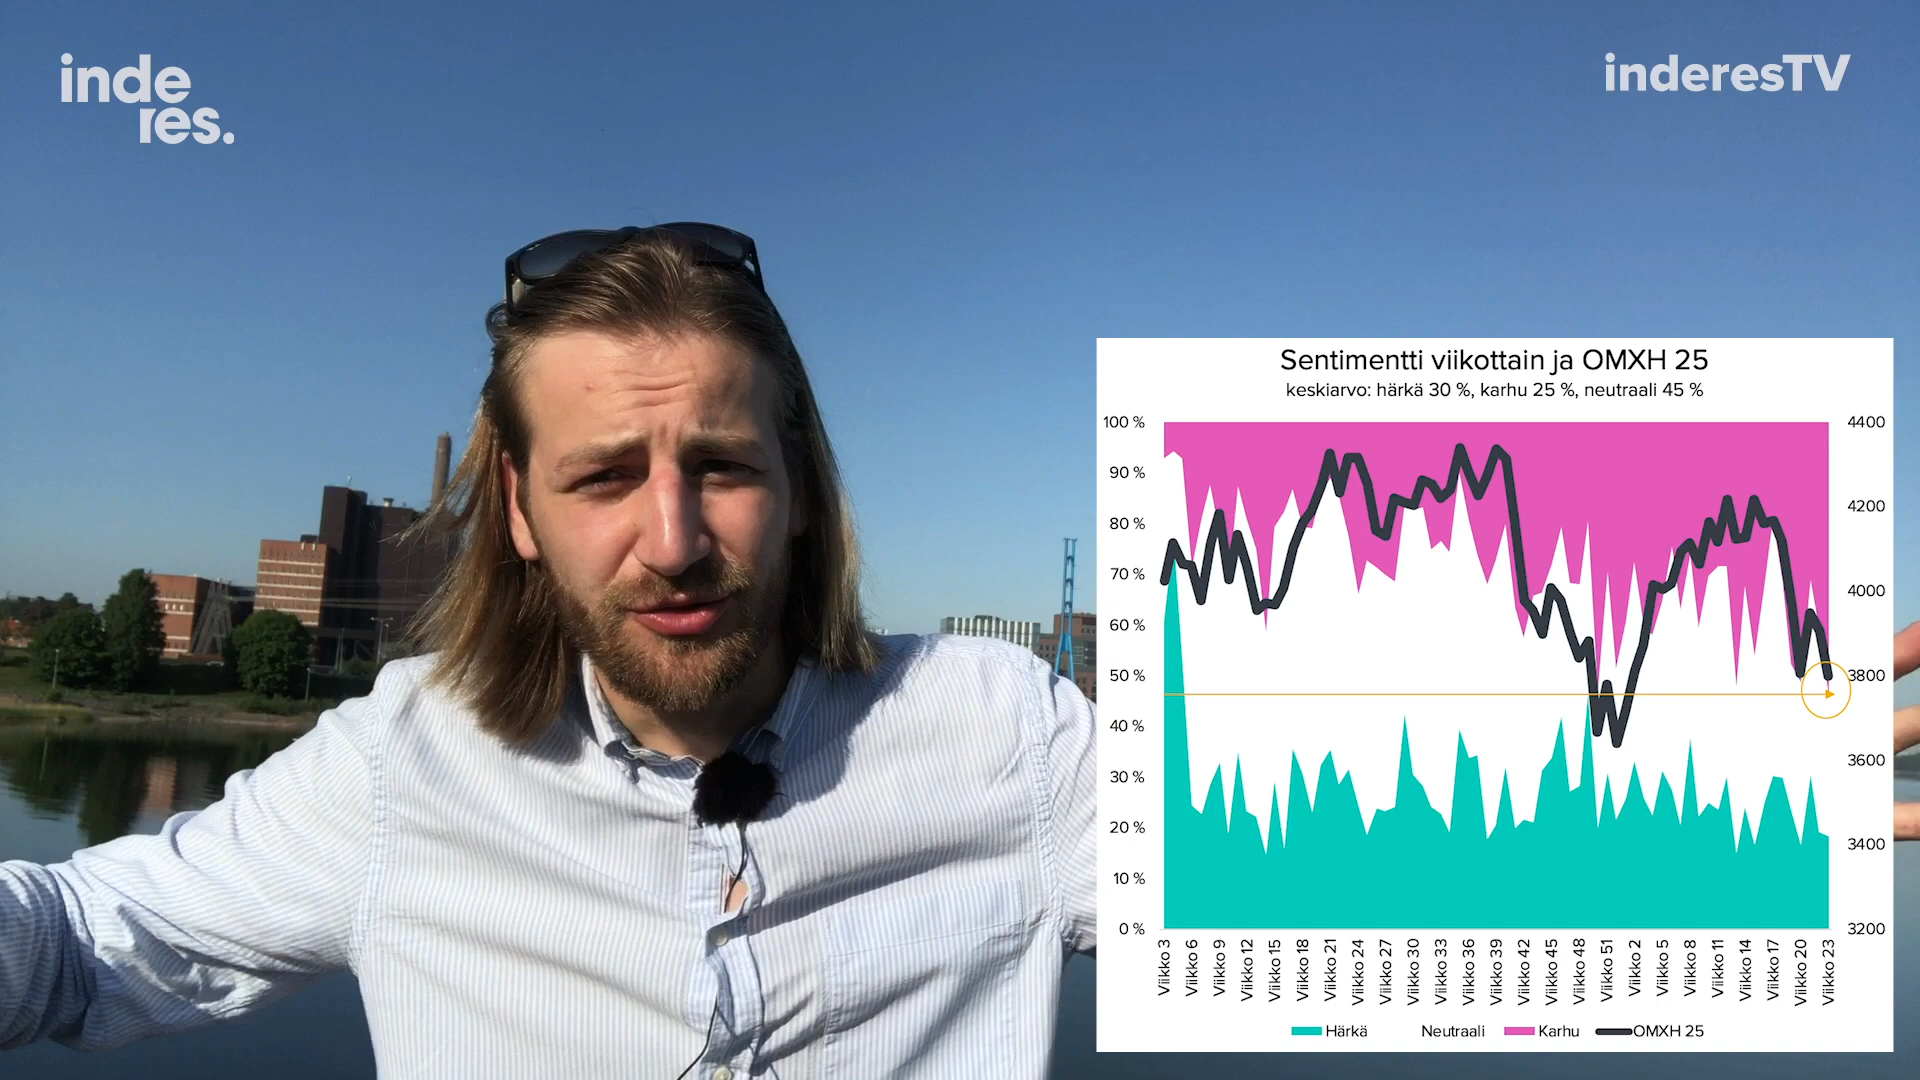 inde
res.
inderesTV
Sentimentti viikottain ja OMXH 25
keskiarvo: härkä 30 %, karhu 25 %, neutraali 45 %
100 %
90 %
80 %
70 %
60 %
50 %
40 %
30 %
20 %
10 %
0 %
4400
4200
4000
3800
3600
3400
3200
Viikko 3
Viikko 6
Viikko 9
Viikko 12
Viikko 15
Viikko 18
Viikko 21
Viikko 24
Viikko 27
Viikko 30
Viikko 33
Viikko 36
Viikko 39
Viikko 42
Viikko 45
Viikko 48
Viikko 51
Viikko 2
Viikko 5
Viikko 8
Viikko 11
Viikko 14
Viikko 17
Viikko 20
Viikko 23
Härkä Neutraali Karhu OMXH 25